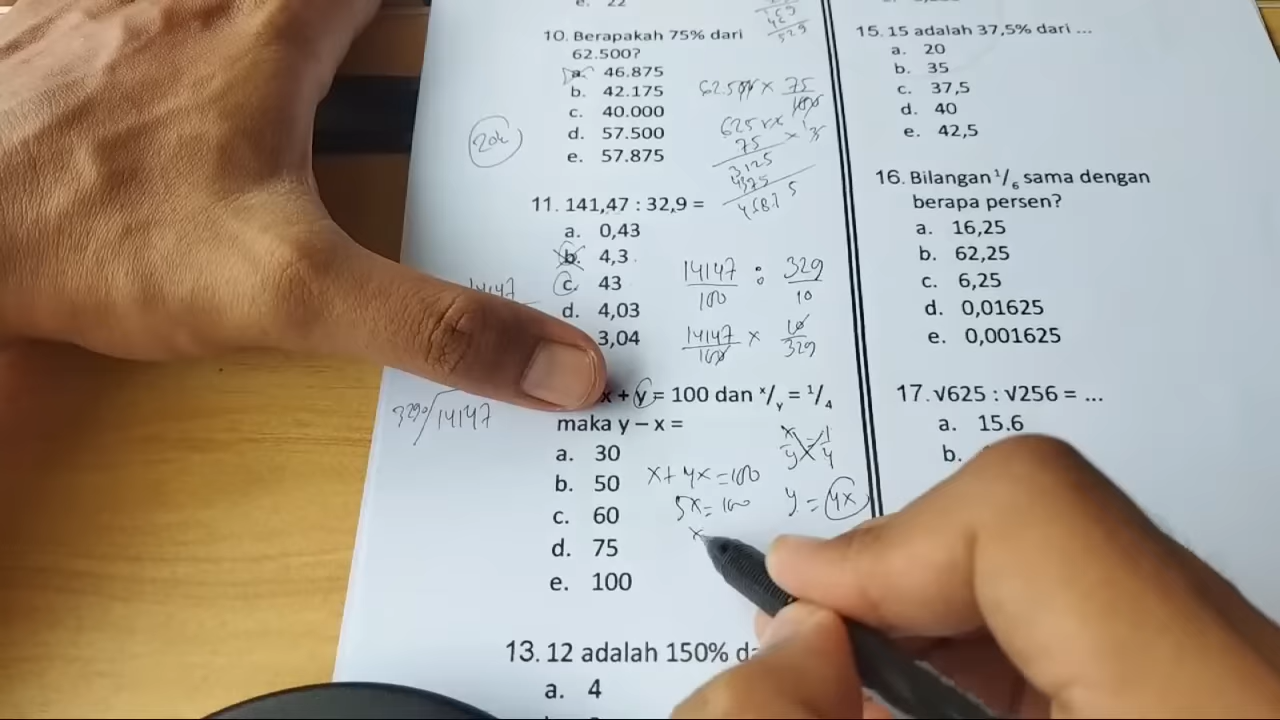 e. 22
10. Berapakah 75% dari
62.500?
a. 46.875
b. 42.175
c. 40.000
d. 57.500
e. 57.875
62.500 x 75
100
625 x
75
3125
4375
11. 141,47 : 32,9 =
a. 0,43
b. 4,3
c. 43
d. 4,03
3,04
14147 : 329
100 10
14147 x 10
100 329
14147
329 14147
x + y = 100 dan x/y = 1/4
maka y – x =
a. 30
b. 50
c. 60
d. 75
e. 100
x = 1
y 4
x + 4x = 100
5x = 100
y = 4x
x
13. 12 adalah 150% d
a. 4
15. 15 adalah 37,5% dari ...
a. 20
b. 35
c. 37,5
d. 40
e. 42,5
16. Bilangan 1/6 sama dengan
berapa persen?
a. 16,25
b. 62,25
c. 6,25
d. 0,01625
e. 0,001625
17. √625 : √256 = ...
a. 15.6
b.